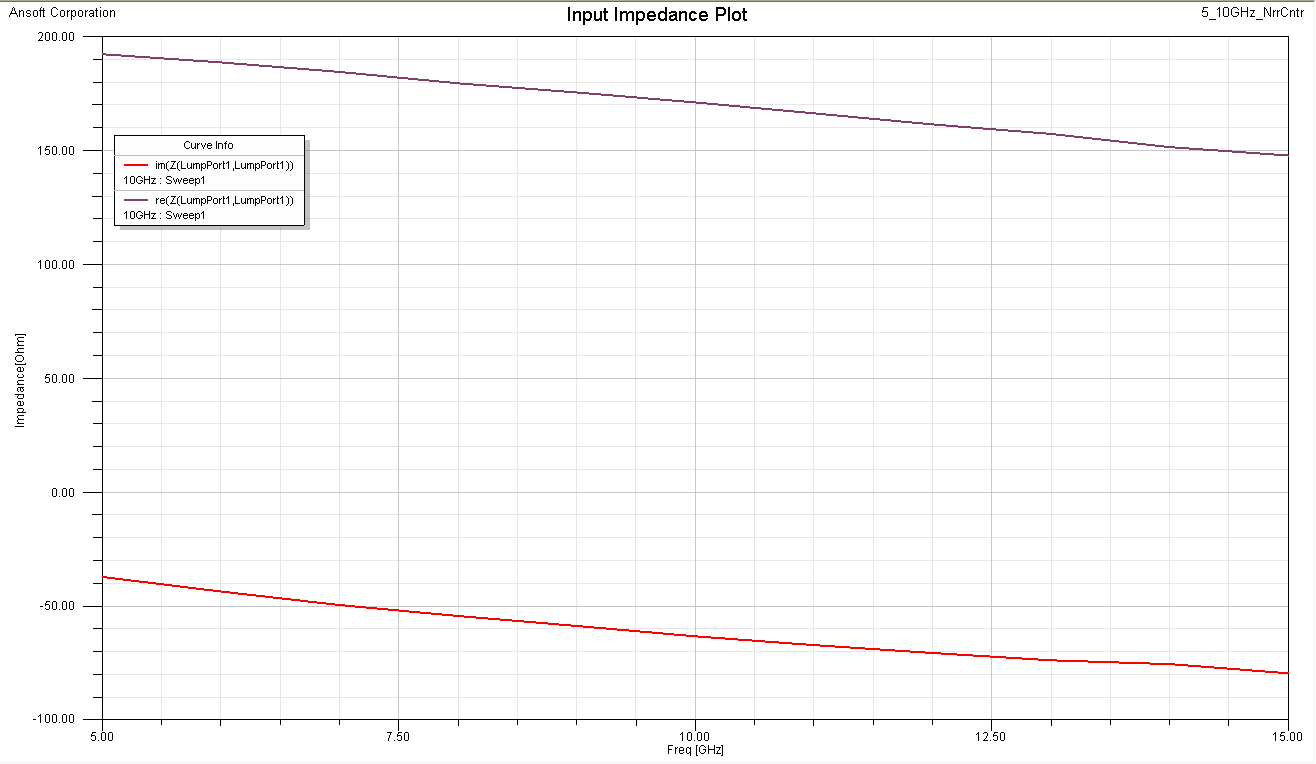 Ansoft Corporation
Input Impedance Plot
5_10GHz_NrrCntr
200.00
150.00
100.00
50.00
0.00
-50.00
-100.00
Impedance[Ohm]
Curve Info
im(Z(LumpPort1,LumpPort1))
10GHz : Sweep1
re(Z(LumpPort1,LumpPort1))
10GHz : Sweep1
5.00
7.50
10.00
12.50
15.00
Freq [GHz]